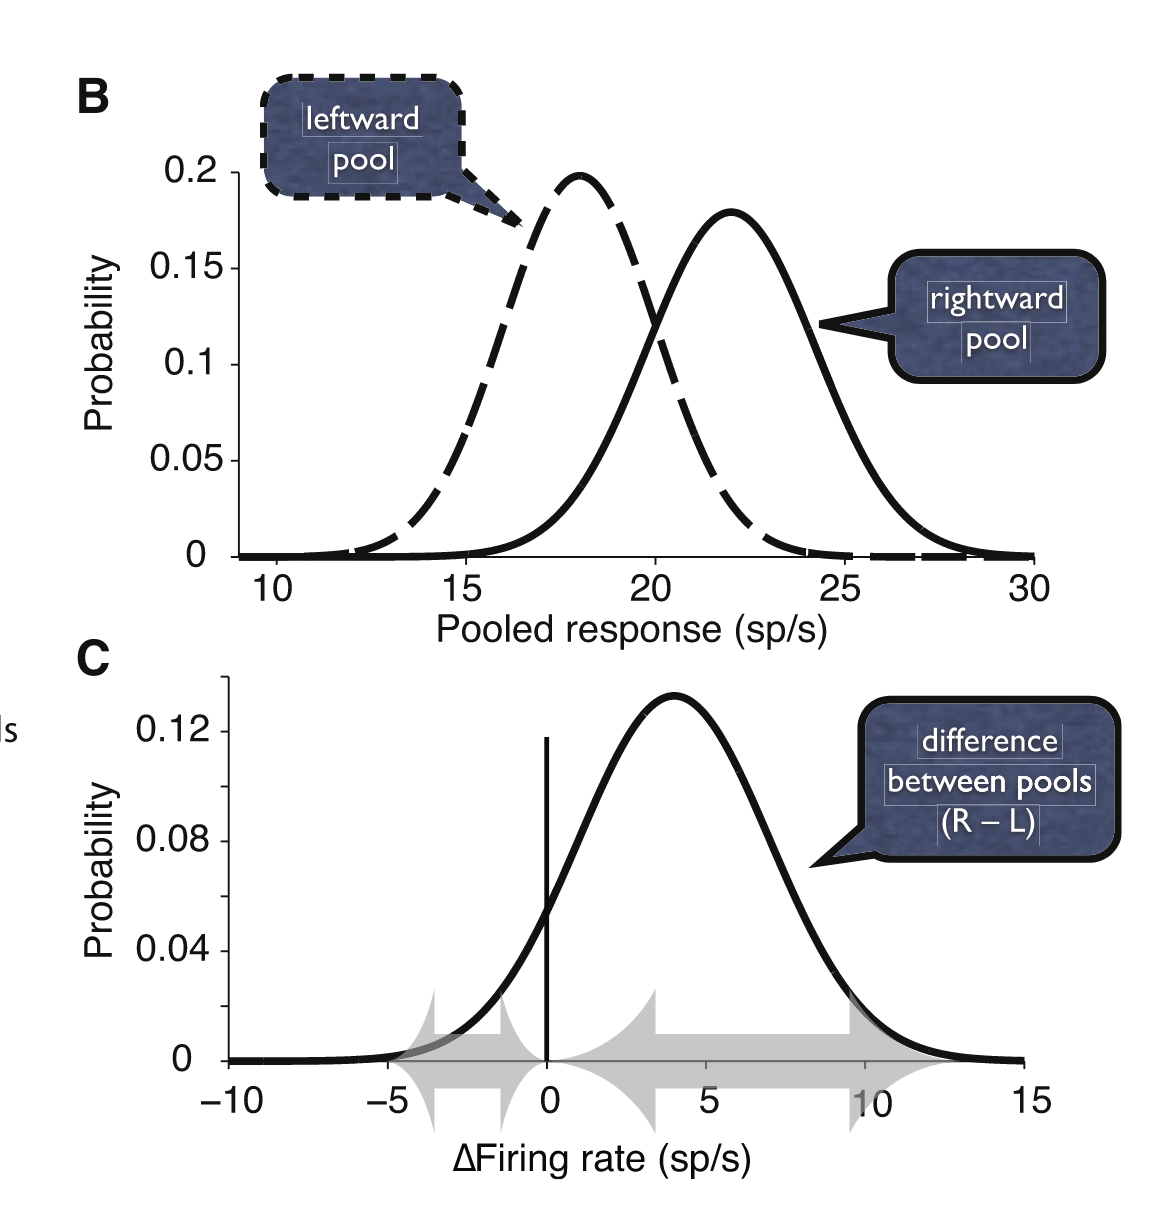 B
leftward
pool
rightward
pool
Probability
0.2
0.15
0.1
0.05
0
10 15 20 25 30
Pooled response (sp/s)
C
difference
between pools
(R – L)
Probability
0.12
0.08
0.04
0
−10 −5 0 5 10 15
ΔFiring rate (sp/s)